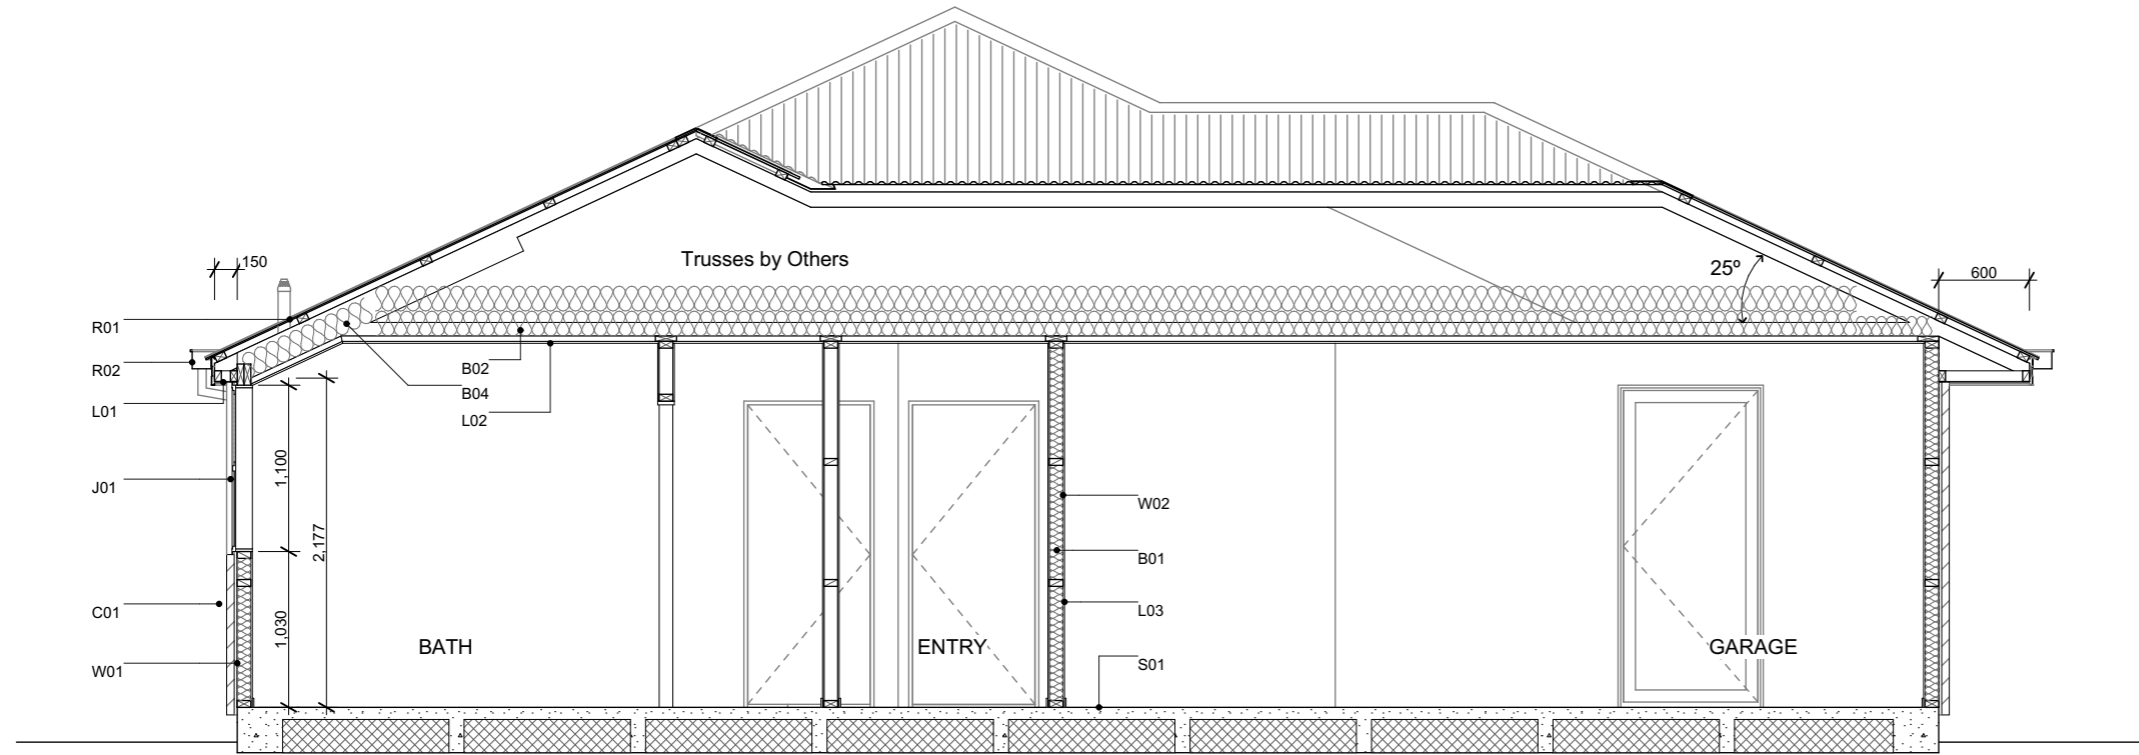 Trusses by Others
150
25º
600
R01
R02
L01
J01
C01
W01
B02
B04
L02
1,100
2,177
1,030
W02
B01
L03
S01
BATH
ENTRY
GARAGE